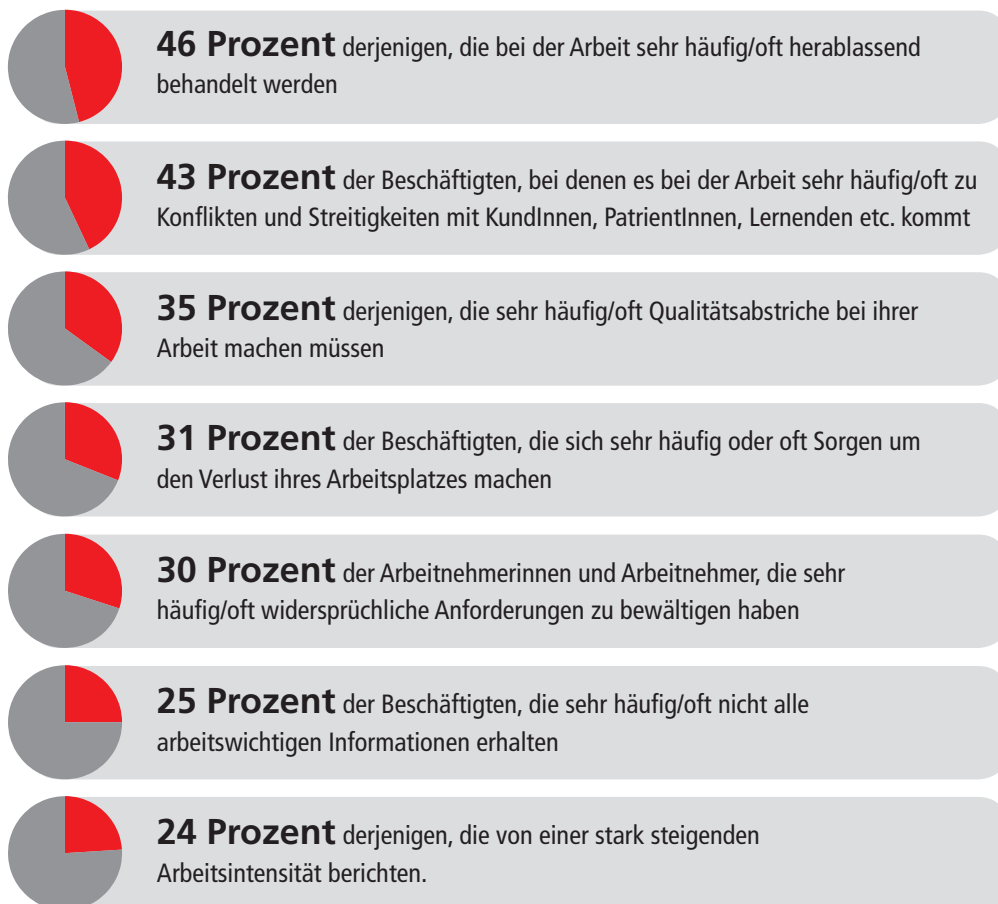 46 Prozent derjenigen, die bei der Arbeit sehr häufig/oft herablassend
behandelt werden
43 Prozent der Beschäftigten, bei denen es bei der Arbeit sehr häufig/oft zu
Konflikten und Streitigkeiten mit KundInnen, PatientInnen, Lernenden etc. kommt
35 Prozent derjenigen, die sehr häufig/oft Qualitätsabstriche bei ihrer
Arbeit machen müssen
31 Prozent der Beschäftigten, die sich sehr häufig oder oft Sorgen um
den Verlust ihres Arbeitsplatzes machen
30 Prozent der Arbeitnehmerinnen und Arbeitnehmer, die sehr
häufig/oft widersprüchliche Anforderungen zu bewältigen haben
25 Prozent der Beschäftigten, die sehr häufig/oft nicht alle
arbeitswichtigen Informationen erhalten
24 Prozent derjenigen, die von einer stark steigenden
Arbeitsintensität berichten.